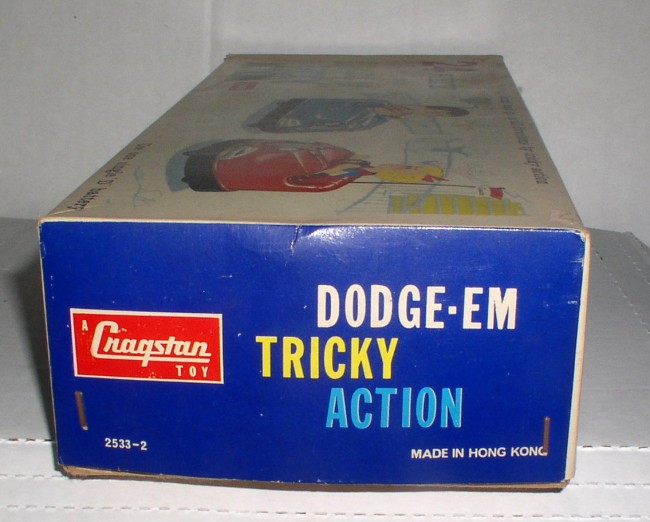 DODGE-EM
TRICKY
ACTION
A
Cragstan
TOY
2533-2
MADE IN HONG KONG